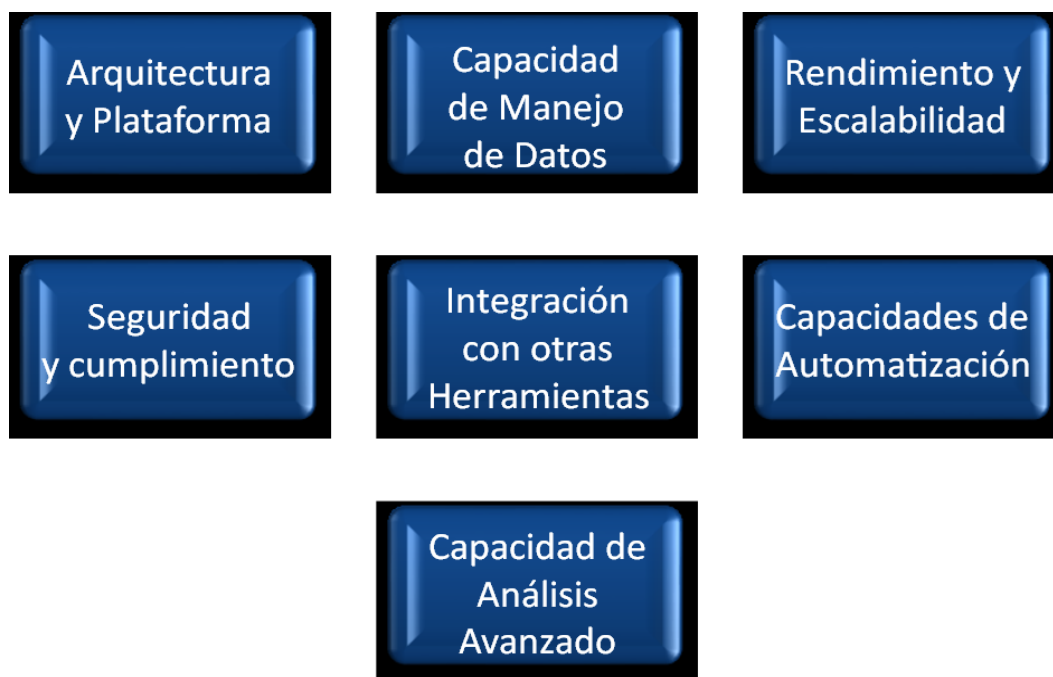 Arquitectura
y Plataforma
Capacidad
de Manejo
de Datos
Rendimiento y
Escalabilidad
Seguridad
y cumplimiento
Integración
con otras
Herramientas
Capacidades de
Automatización
Capacidad de
Análisis
Avanzado